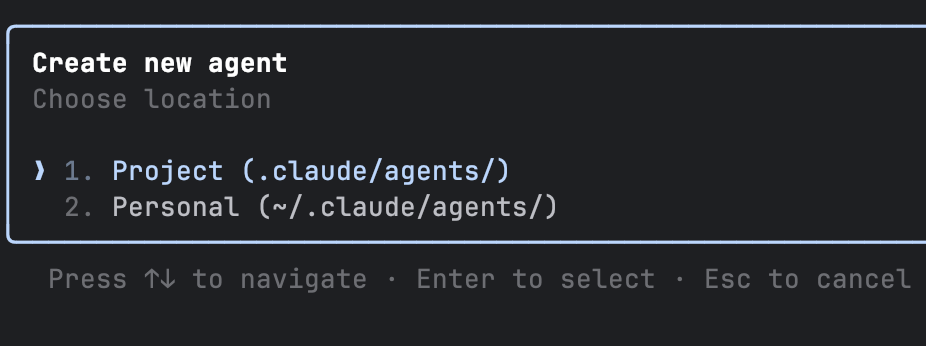 Create new agent
Choose location
❯ 1. Project (.claude/agents/)
2. Personal (~/.claude/agents/)
Press ↑↓ to navigate · Enter to select · Esc to cancel